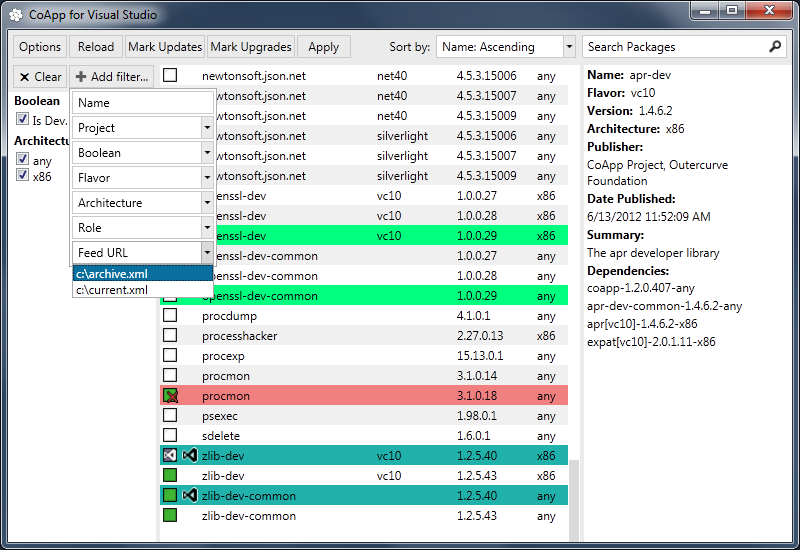 CoApp for Visual Studio
Options Reload Mark Updates Mark Upgrades Apply Sort by: Name: Ascending Search Packages
Clear Add filter...
Boolean
Is Dev.
Architectu
any
x86
Name
Project
Boolean
Flavor
Architecture
Role
Feed URL
c:\archive.xml
c:\current.xml
newtonsoft.json.net net40 4.5.3.15006 any
wtonsoft.json.net net40 4.5.3.15007 any
wtonsoft.json.net net40 4.5.3.15009 any
wtonsoft.json.net silverlight 4.5.3.15006 any
wtonsoft.json.net silverlight 4.5.3.15007 any
wtonsoft.json.net silverlight 4.5.3.15009 any
enssl-dev vc10 1.0.0.27 x86
enssl-dev vc10 1.0.0.28 x86
enssl-dev vc10 1.0.0.29 x86
enssl-dev-common 1.0.0.27 any
enssl-dev-common 1.0.0.28 any
openssl-dev-common 1.0.0.29 any
procdump 4.1.0.1 any
processhacker 2.27.0.13 x86
procexp 15.13.0.1 any
procmon 3.1.0.14 any
procmon 3.1.0.18 any
psexec 1.98.0.1 any
sdelete 1.6.0.1 any
zlib-dev vc10 1.2.5.40 x86
zlib-dev vc10 1.2.5.43 x86
zlib-dev-common 1.2.5.40 any
zlib-dev-common 1.2.5.43 any
Name: apr-dev
Flavor: vc10
Version: 1.4.6.2
Architecture: x86
Publisher:
CoApp Project, Outercurve
Foundation
Date Published:
6/13/2012 11:52:09 AM
Summary:
The apr developer library
Dependencies:
coapp-1.2.0.407-any
apr-dev-common-1.4.6.2-any
apr[vc10]-1.4.6.2-x86
expat[vc10]-2.0.1.11-x86